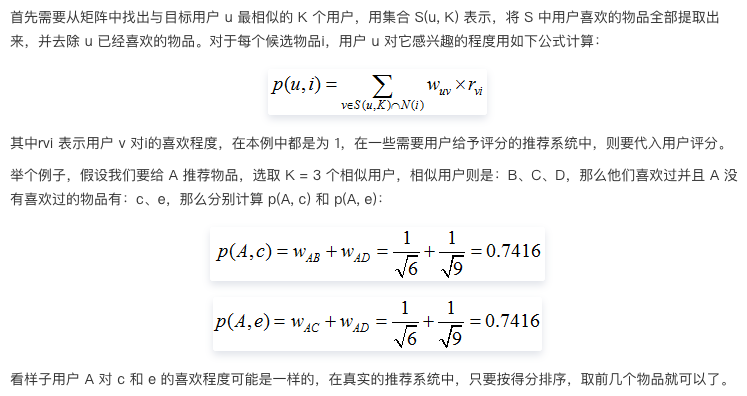 首先需要从矩阵中找出与目标用户 u 最相似的 K 个用户，用集合 S(u, K) 表示，将 S 中用户喜欢的物品全部提取出
来，并去除 u 已经喜欢的物品。对于每个候选物品i，用户 u 对它感兴趣的程度用如下公式计算：
p(u,i) = ∑_{v∈S(u,K)∩N(i)} w_{uv} × r_{vi}
其中rvi 表示用户 v 对i的喜欢程度，在本例中都是为 1，在一些需要用户给予评分的推荐系统中，则要代入用户评分。
举个例子，假设我们要给 A 推荐物品，选取 K = 3 个相似用户，相似用户则是：B、C、D，那么他们喜欢过并且 A 没
有喜欢过的物品有：c、e，那么分别计算 p(A, c) 和 p(A, e)：
p(A,c) = w_{AB} + w_{AD} = 1/√6 + 1/√9 = 0.7416
p(A,e) = w_{AC} + w_{AD} = 1/√6 + 1/√9 = 0.7416
看样子用户 A 对 c 和 e 的喜欢程度可能是一样的，在真实的推荐系统中，只要按得分排序，取前几个物品就可以了。